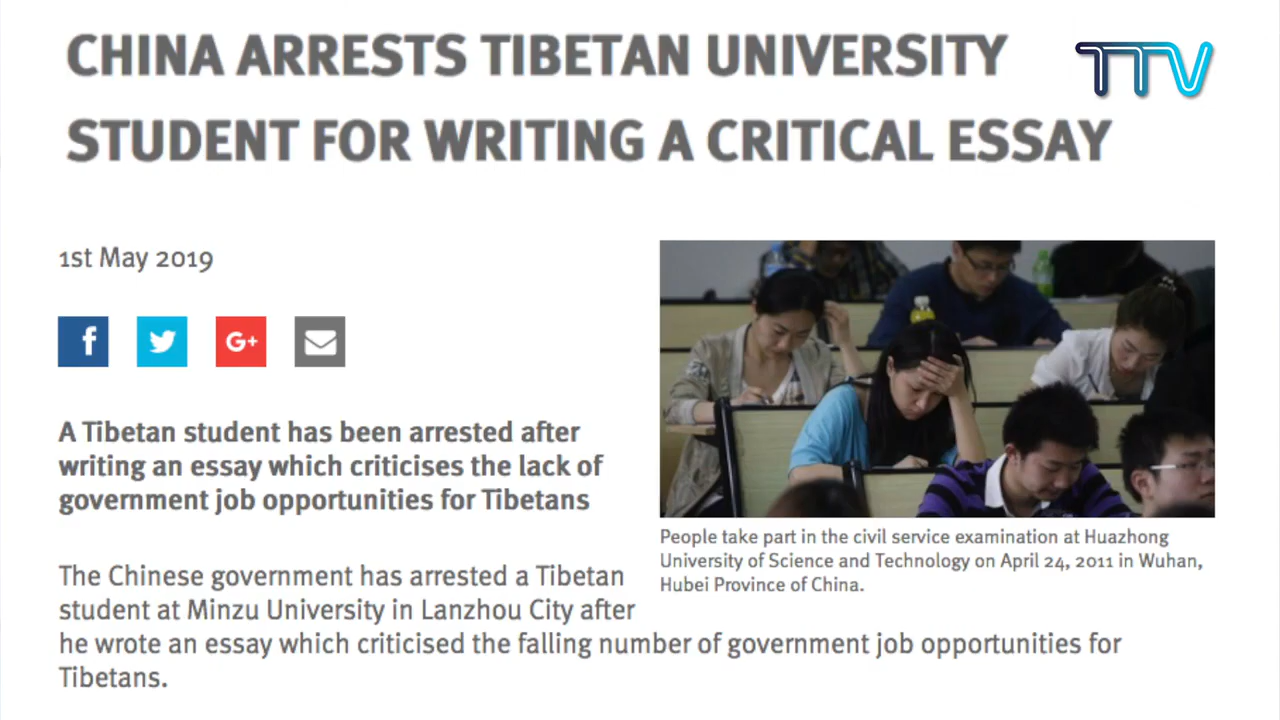 CHINA ARRESTS TIBETAN UNIVERSITY
STUDENT FOR WRITING A CRITICAL ESSAY
TTV
1st May 2019
f
G+
A Tibetan student has been arrested after
writing an essay which criticises the lack of
government job opportunities for Tibetans
People take part in the civil service examination at Huazhong
University of Science and Technology on April 24, 2011 in Wuhan,
Hubei Province of China.
The Chinese government has arrested a Tibetan
student at Minzu University in Lanzhou City after
he wrote an essay which criticised the falling number of government job opportunities for
Tibetans.